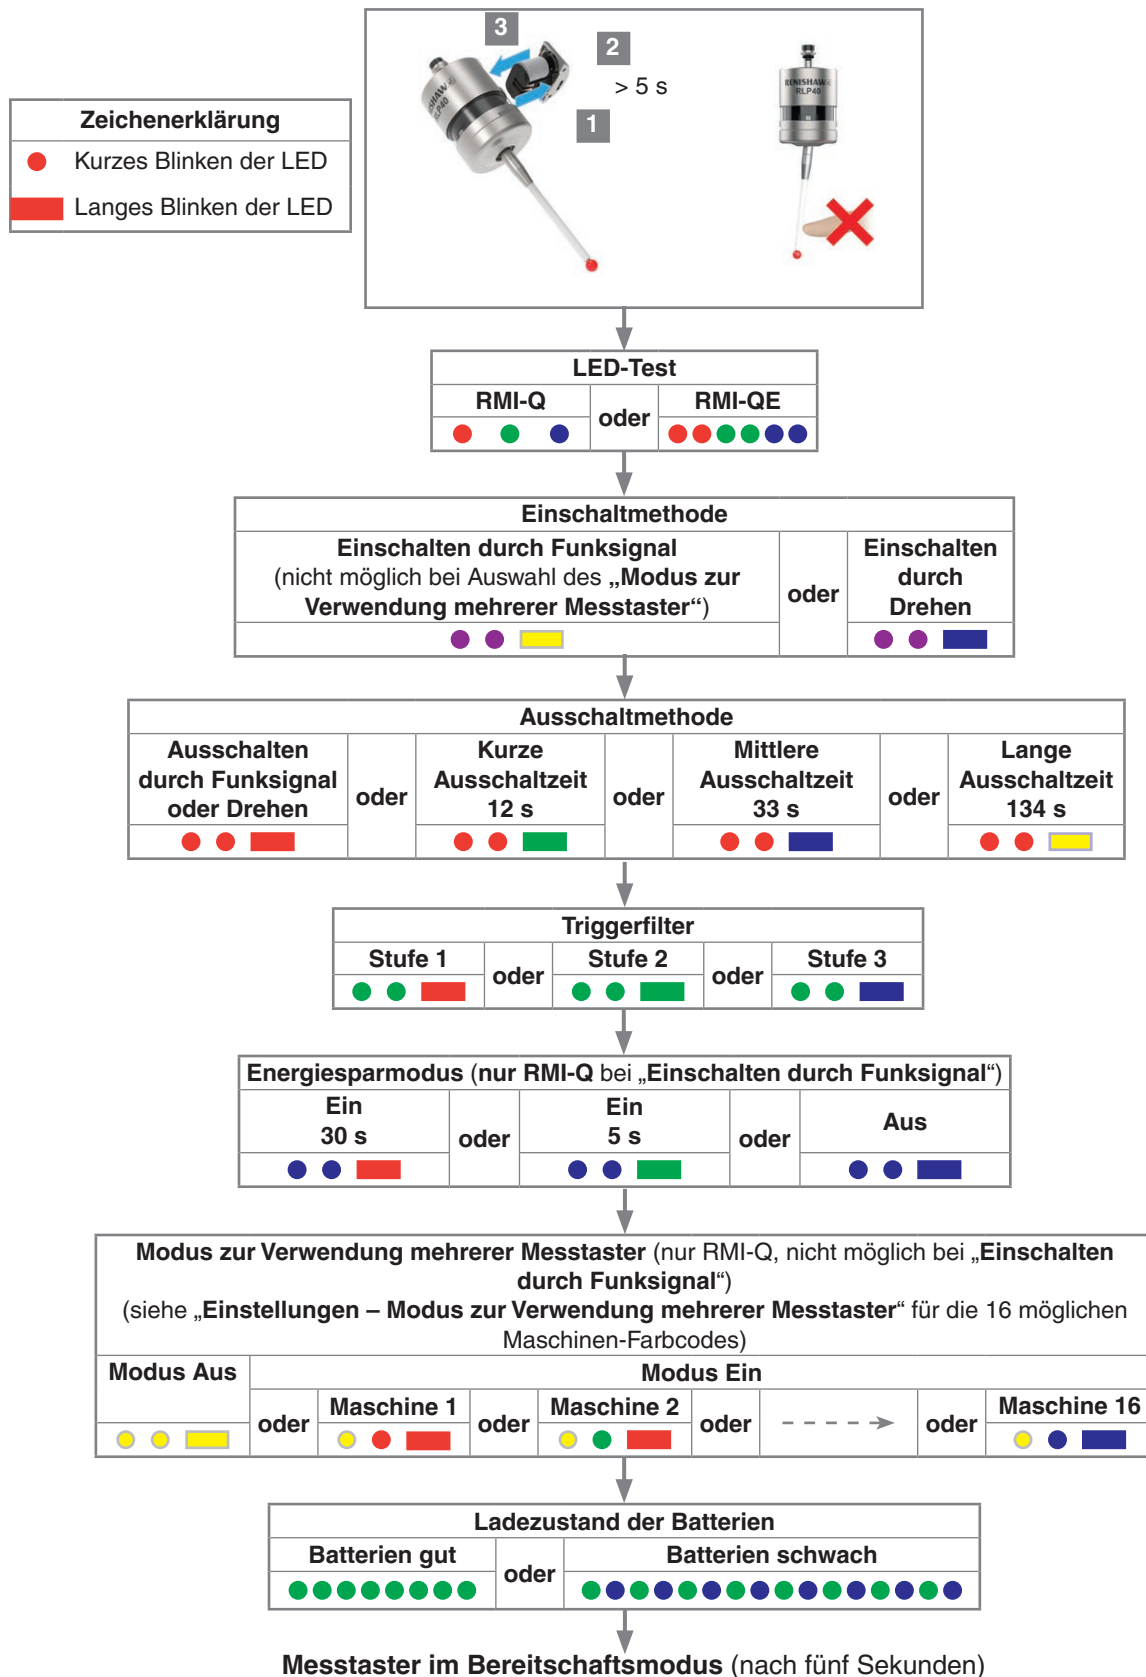 3
2
> 5 s
1
RENISHAW
RLP40
RENISHAW
RLP40
Zeichenerklärung
Kurzes Blinken der LED
Langes Blinken der LED
LED-Test
RMI-Q
oder
RMI-QE
Einschaltmethode
Einschalten durch Funksignal
(nicht möglich bei Auswahl des „Modus zur
Verwendung mehrerer Messtaster“)
oder
Einschalten
durch
Drehen
Ausschaltmethode
Ausschalten
durch Funksignal
oder Drehen
oder
Kurze
Ausschaltzeit
12 s
oder
Mittlere
Ausschaltzeit
33 s
oder
Lange
Ausschaltzeit
134 s
Triggerfilter
Stufe 1
oder
Stufe 2
oder
Stufe 3
Energiesparmodus (nur RMI-Q bei „Einschalten durch Funksignal“)
Ein
30 s
oder
Ein
5 s
oder
Aus
Modus zur Verwendung mehrerer Messtaster (nur RMI-Q, nicht möglich bei „Einschalten
durch Funksignal“)
(siehe „Einstellungen – Modus zur Verwendung mehrerer Messtaster“ für die 16 möglichen
Maschinen-Farbcodes)
Modus Aus
Modus Ein
oder
Maschine 1
oder
Maschine 2
oder
oder
Maschine 16
Ladezustand der Batterien
Batterien gut
oder
Batterien schwach
Messtaster im Bereitschaftsmodus (nach fünf Sekunden)